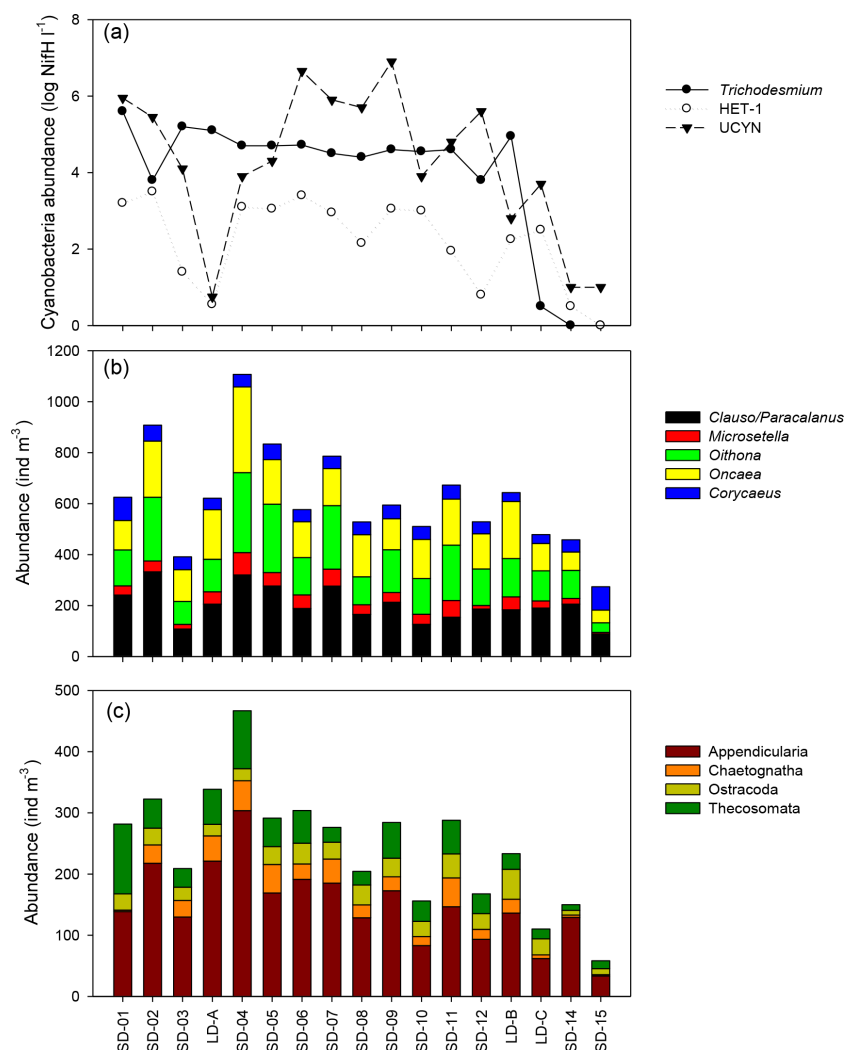 (a)
Cyanobacteria abundance (log NifH l⁻¹)
8
6
4
2
0
Trichodesmium
HET-1
UCYN
(b)
Abundance (ind m⁻³)
1200
1000
800
600
400
200
0
Clauso/Paracalanus
Microsetella
Oithona
Oncaea
Corycaeus
(c)
Abundance (ind m⁻³)
500
400
300
200
100
0
Appendicularia
Chaetognatha
Ostracoda
Thecosomata
SD-01
SD-02
SD-03
LD-A
SD-04
SD-05
SD-06
SD-07
SD-08
SD-09
SD-10
SD-11
SD-12
LD-B
LD-C
SD-14
SD-15